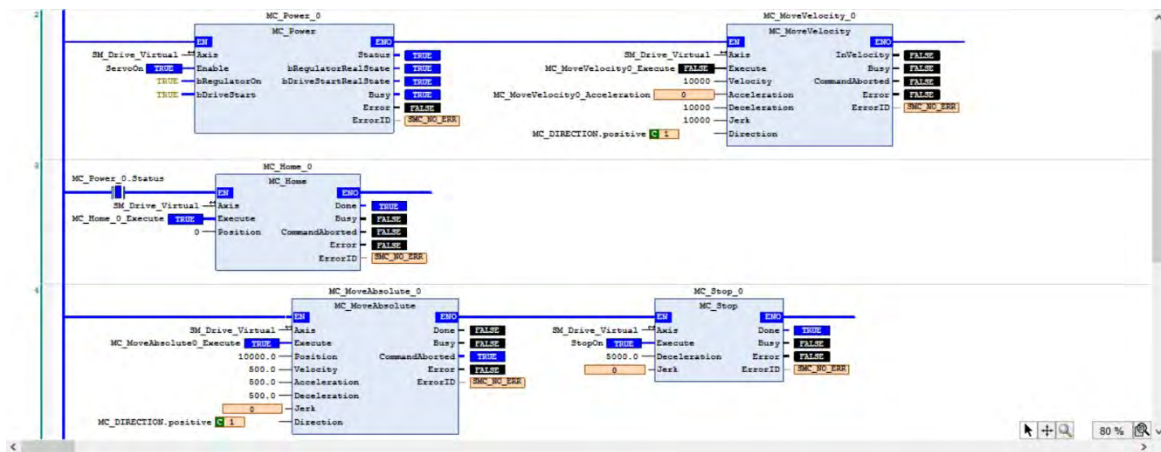 2
MC_Power_0
MC_Power
EN ENO
SM_Drive_Virtual Axis Status TRUE
ServoOn TRUE Enable bRegulatorRealState TRUE
TRUE bRegulatorOn bDriveStartRealState TRUE
TRUE bDriveStart Busy TRUE
Error FALSE
ErrorID SMC_NO_ERR
MC_MoveVelocity_0
MC_MoveVelocity
EN ENO
SM_Drive_Virtual Axis InVelocity FALSE
MC_MoveVelocity0_Execute FALSE Execute Busy FALSE
10000 Velocity CommandAborted FALSE
MC_MoveVelocity0_Acceleration 0 Acceleration Error FALSE
10000 Deceleration ErrorID SMC_NO_ERR
10000 Jerk
MC_DIRECTION.positive C 1 Direction
3
MC_Power_0.Status
MC_Home_0
MC_Home
EN ENO
SM_Drive_Virtual Axis Done TRUE
MC_Home_0_Execute TRUE Execute Busy FALSE
0 Position CommandAborted FALSE
Error FALSE
ErrorID SMC_NO_ERR
4
MC_MoveAbsolute_0
MC_MoveAbsolute
EN ENO
SM_Drive_Virtual Axis Done FALSE
MC_MoveAbsolute0_Execute TRUE Execute Busy FALSE
10000.0 Position CommandAborted TRUE
500.0 Velocity Error FALSE
500.0 Acceleration ErrorID SMC_NO_ERR
500.0 Deceleration
0 Jerk
MC_DIRECTION.positive C 1 Direction
MC_Stop_0
MC_Stop
EN ENO
SM_Drive_Virtual Axis Done TRUE
StopOn TRUE Execute Busy FALSE
5000.0 Deceleration Error FALSE
0 Jerk ErrorID SMC_NO_ERR
80 %